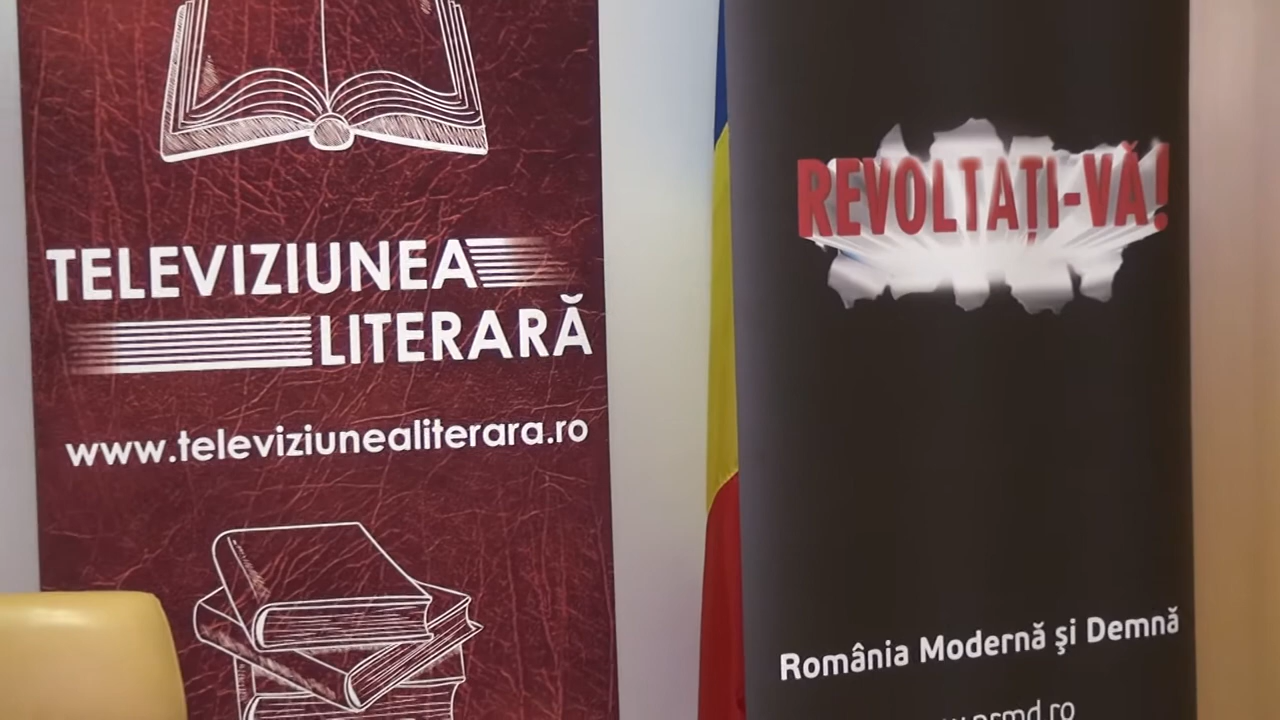 TELEVIZIUNEA
LITERARĂ
www.televiziunealiterara.ro
REVOLTAȚI-VĂ!
România Modernă şi Demnă